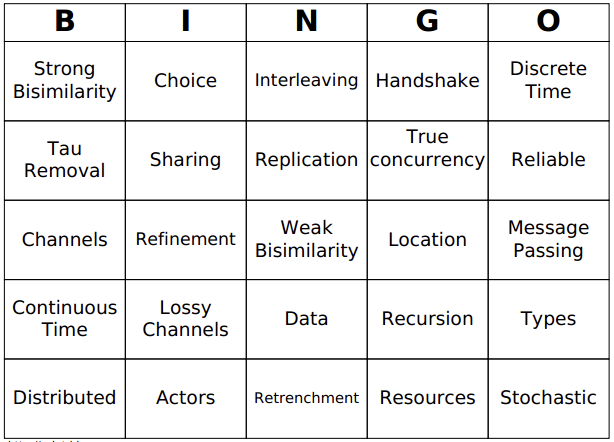 B I N G O
Strong Bisimilarity
Choice
Interleaving
Handshake
Discrete Time
Tau Removal
Sharing
Replication
True concurrency
Reliable
Channels
Refinement
Weak Bisimilarity
Location
Message Passing
Continuous Time
Lossy Channels
Data
Recursion
Types
Distributed
Actors
Retrenchment
Resources
Stochastic